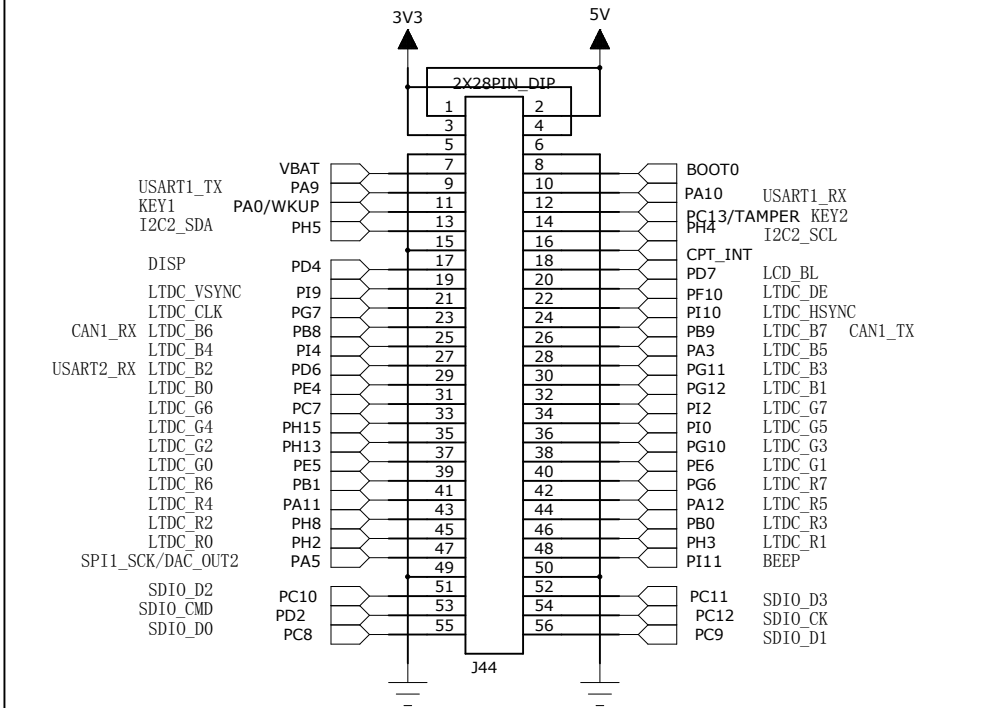 3V3 5V
2X28PIN_DIP
1 2
3 4
5 6
VBAT 7 8 BOOT0
USART1_TX PA9 9 10 PA10 USART1_RX
KEY1 PA0/WKUP 11 12 PC13/TAMPER KEY2
I2C2_SDA PH5 13 14 PH4 I2C2_SCL
15 16 CPT_INT
DISP PD4 17 18 PD7 LCD_BL
LTDC_VSYNC PI9 19 20 PF10 LTDC_DE
LTDC_CLK PG7 21 22 PI10 LTDC_HSYNC
CAN1_RX LTDC_B6 PB8 23 24 PB9 LTDC_B7 CAN1_TX
LTDC_B4 PI4 25 26 PA3 LTDC_B5
USART2_RX LTDC_B2 PD6 27 28 PG11 LTDC_B3
LTDC_B0 PE4 29 30 PG12 LTDC_B1
LTDC_G6 PC7 31 32 PI2 LTDC_G7
LTDC_G4 PH15 33 34 PI0 LTDC_G5
LTDC_G2 PH13 35 36 PG10 LTDC_G3
LTDC_G0 PE5 37 38 PE6 LTDC_G1
LTDC_R6 PB1 39 40 PG6 LTDC_R7
LTDC_R4 PA11 41 42 PA12 LTDC_R5
LTDC_R2 PH8 43 44 PB0 LTDC_R3
LTDC_R0 PH2 45 46 PH3 LTDC_R1
SPI1_SCK/DAC_OUT2 PA5 47 48 PI11 BEEP
49 50
SDIO_D2 PC10 51 52 PC11 SDIO_D3
SDIO_CMD PD2 53 54 PC12 SDIO_CK
SDIO_D0 PC8 55 56 PC9 SDIO_D1
J44